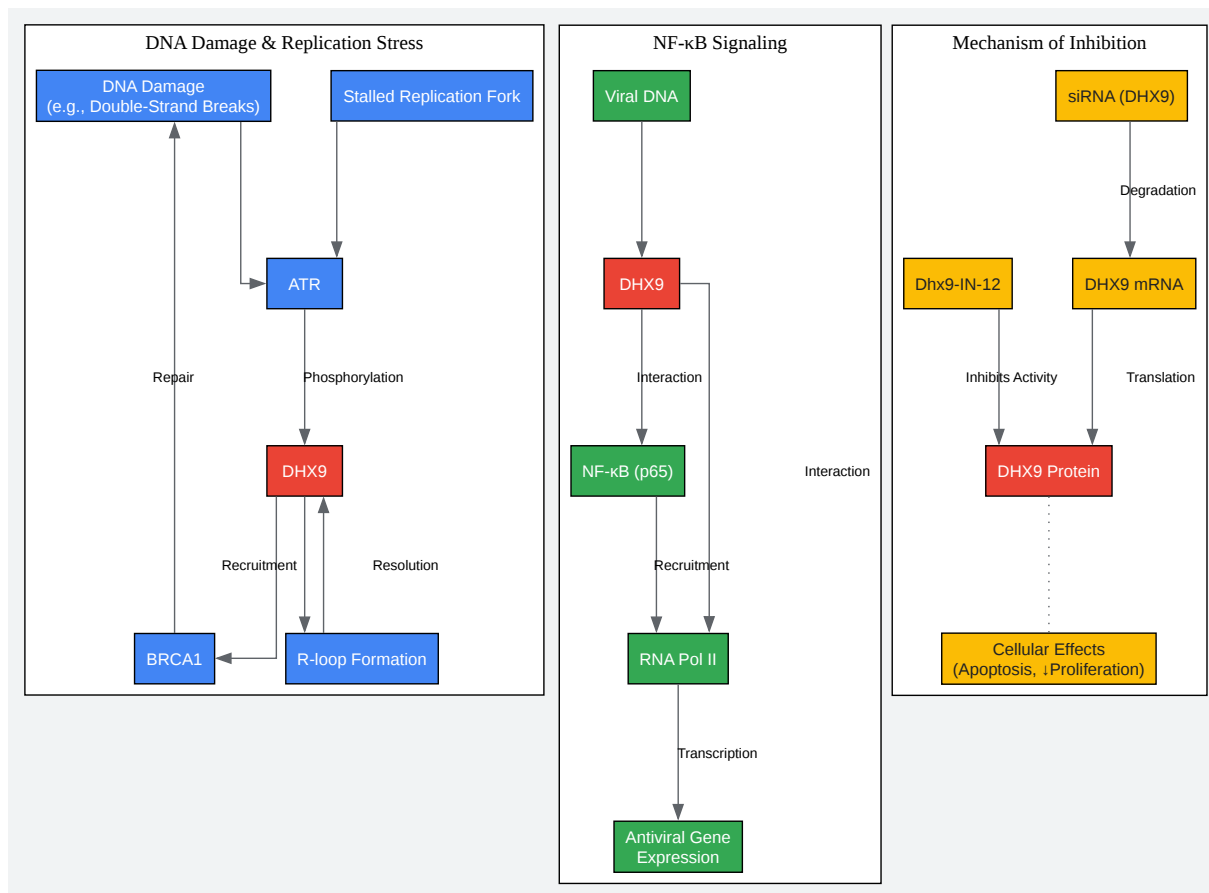 DNA Damage & Replication Stress
DNA Damage
(e.g., Double-Strand Breaks)
Stalled Replication Fork
ATR
Repair
Phosphorylation
DHX9
Recruitment
Resolution
BRCA1
R-loop Formation
NF-κB Signaling
Viral DNA
DHX9
Interaction
NF-κB (p65)
Interaction
Recruitment
RNA Pol II
Transcription
Antiviral Gene
Expression
Mechanism of Inhibition
siRNA (DHX9)
Degradation
Dhx9-IN-12
DHX9 mRNA
Inhibits Activity
Translation
DHX9 Protein
Cellular Effects
(Apoptosis, ↓Proliferation)